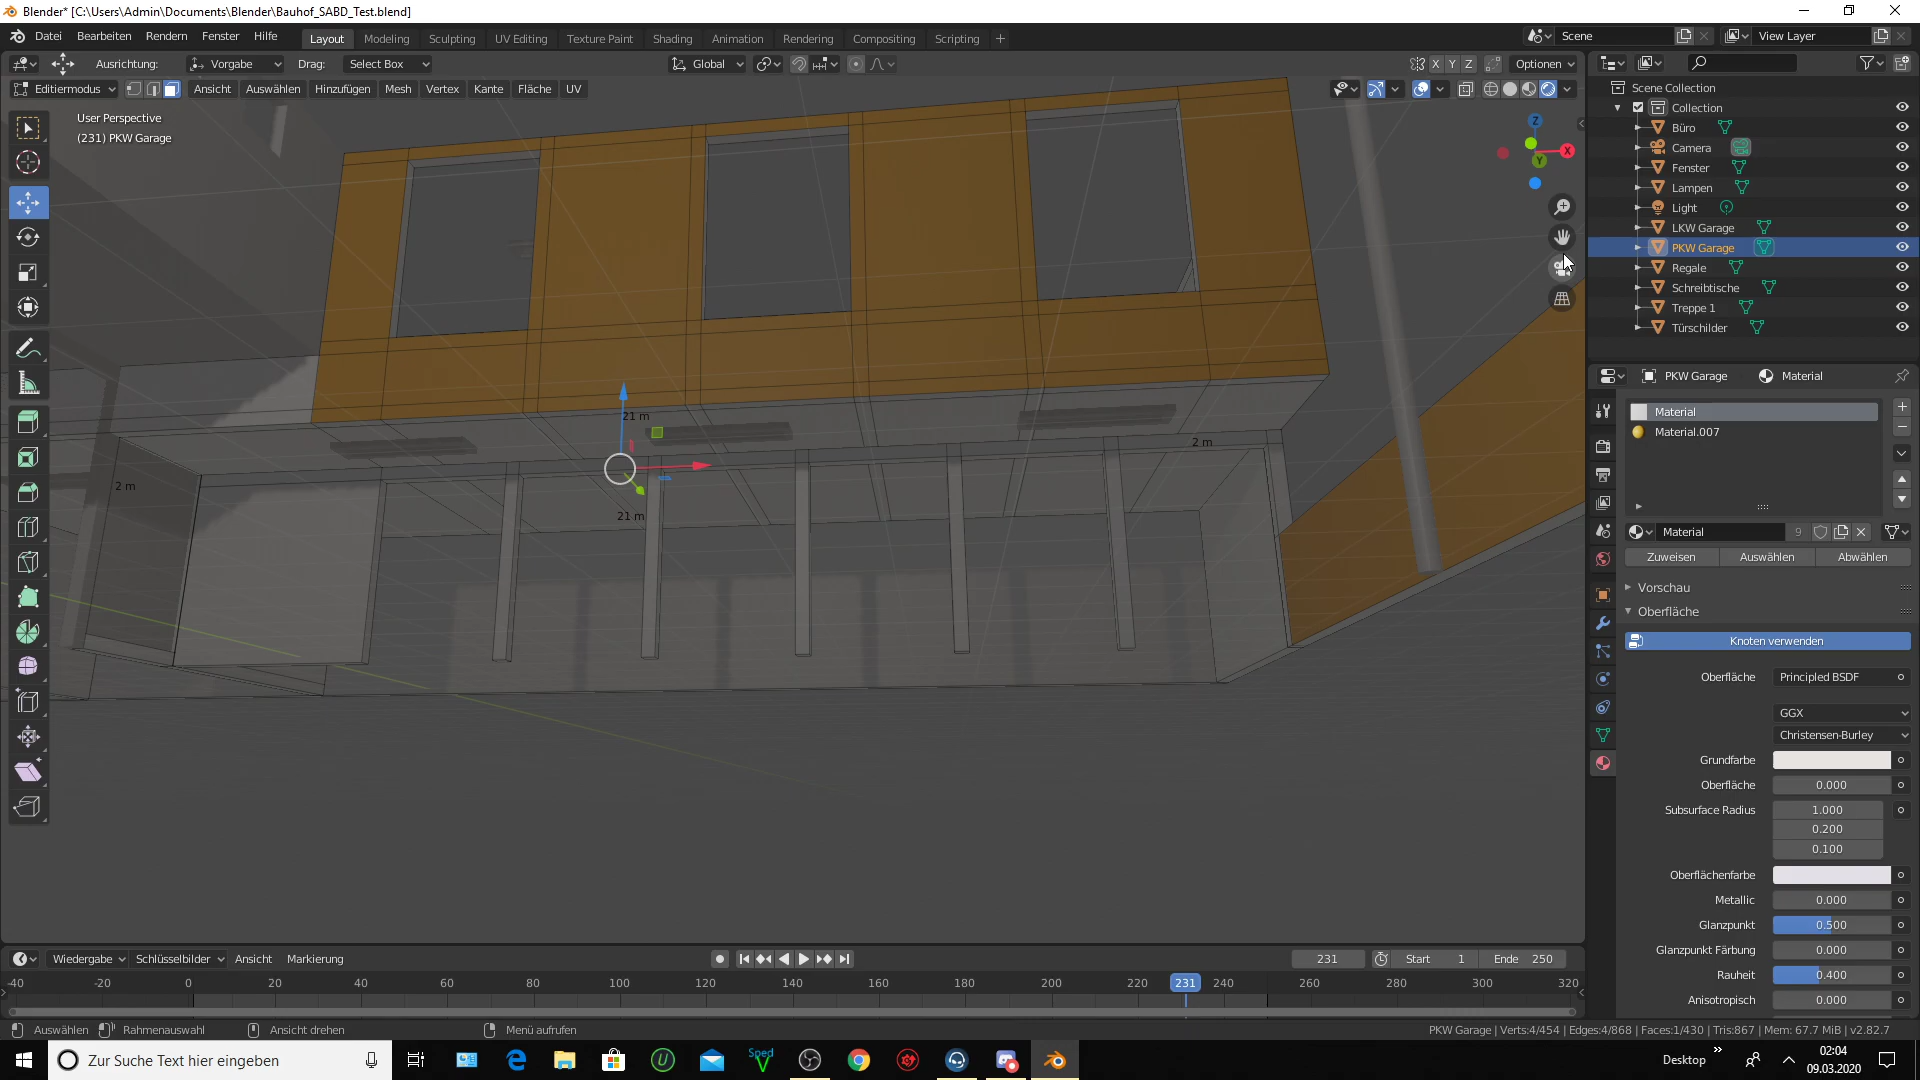 Blender* [C:\Users\Admin\Documents\Blender\Bauhof_SABD_Test.blend]
Datei Bearbeiten Rendern Fenster Hilfe Layout Modeling Sculpting UV Editing Texture Paint Shading Animation Rendering Compositing Scripting + Scene View Layer
Ausrichtung: Vorgabe Drag: Select Box Global X Y Z Optionen
Editiermodus Ansicht Auswählen Hinzufügen Mesh Vertex Kante Fläche UV
User Perspective
(231) PKW Garage
Z
X
Y
21 m
2 m
2 m
21 m
Scene Collection
Collection
Büro
Camera
Fenster
Lampen
Light
LKW Garage
PKW Garage
Regale
Schreibtische
Treppe 1
Türschilder
PKW Garage Material
Material
Material.007
Material 9
Zuweisen Auswählen Abwählen
Vorschau
Oberfläche
Knoten verwenden
Oberfläche Principled BSDF
GGX
Christensen-Burley
Grundfarbe
Oberfläche 0.000
Subsurface Radius 1.000
0.200
0.100
Oberflächenfarbe
Metallic 0.000
Glanzpunkt 0.500
Glanzpunkt Färbung 0.000
Rauheit 0.400
Anisotropisch 0.000
Wiedergabe Schlüsselbilder Ansicht Markierung 231 Start 1 Ende 250
-40 -20 0 20 40 60 80 100 120 140 160 180 200 220 231 240 260 280 300 320
Auswählen Rahmenauswahl Ansicht drehen Menü aufrufen PKW Garage | Verts:4/454 | Edges:4/868 | Faces:1/430 | Tris:867 | Mem: 67.7 MiB | v2.82.7
Zur Suche Text hier eingeben Sped V Desktop » 02:04
09.03.2020